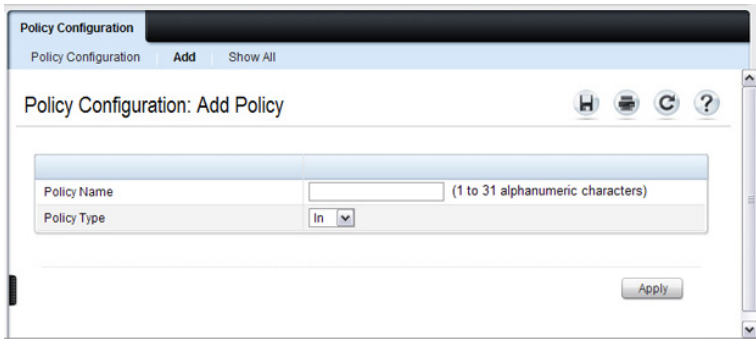 Policy Configuration
Policy Configuration Add Show All
Policy Configuration: Add Policy
Policy Name (1 to 31 alphanumeric characters)
Policy Type In
Apply